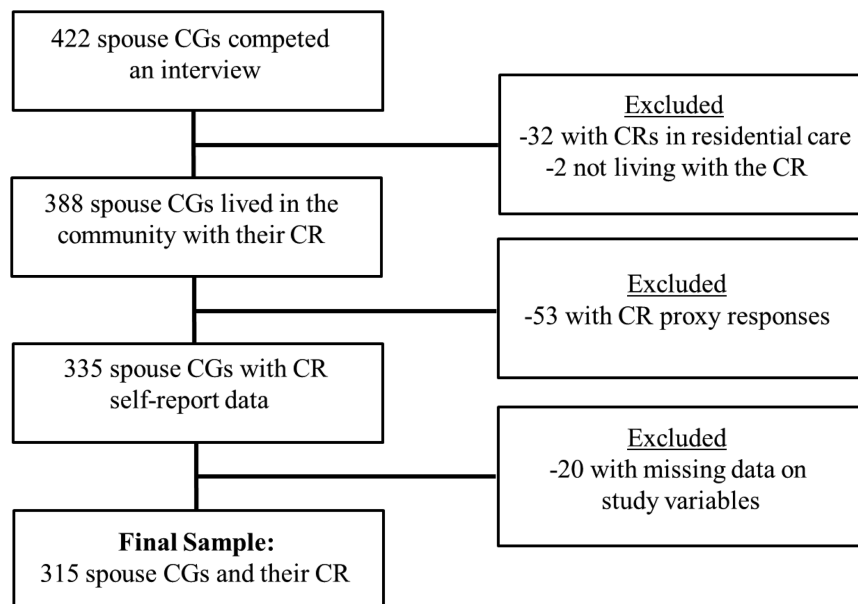 422 spouse CGs competed
an interview
Excluded
-32 with CRs in residential care
-2 not living with the CR
388 spouse CGs lived in the
community with their CR
Excluded
-53 with CR proxy responses
335 spouse CGs with CR
self-report data
Excluded
-20 with missing data on
study variables
Final Sample:
315 spouse CGs and their CR